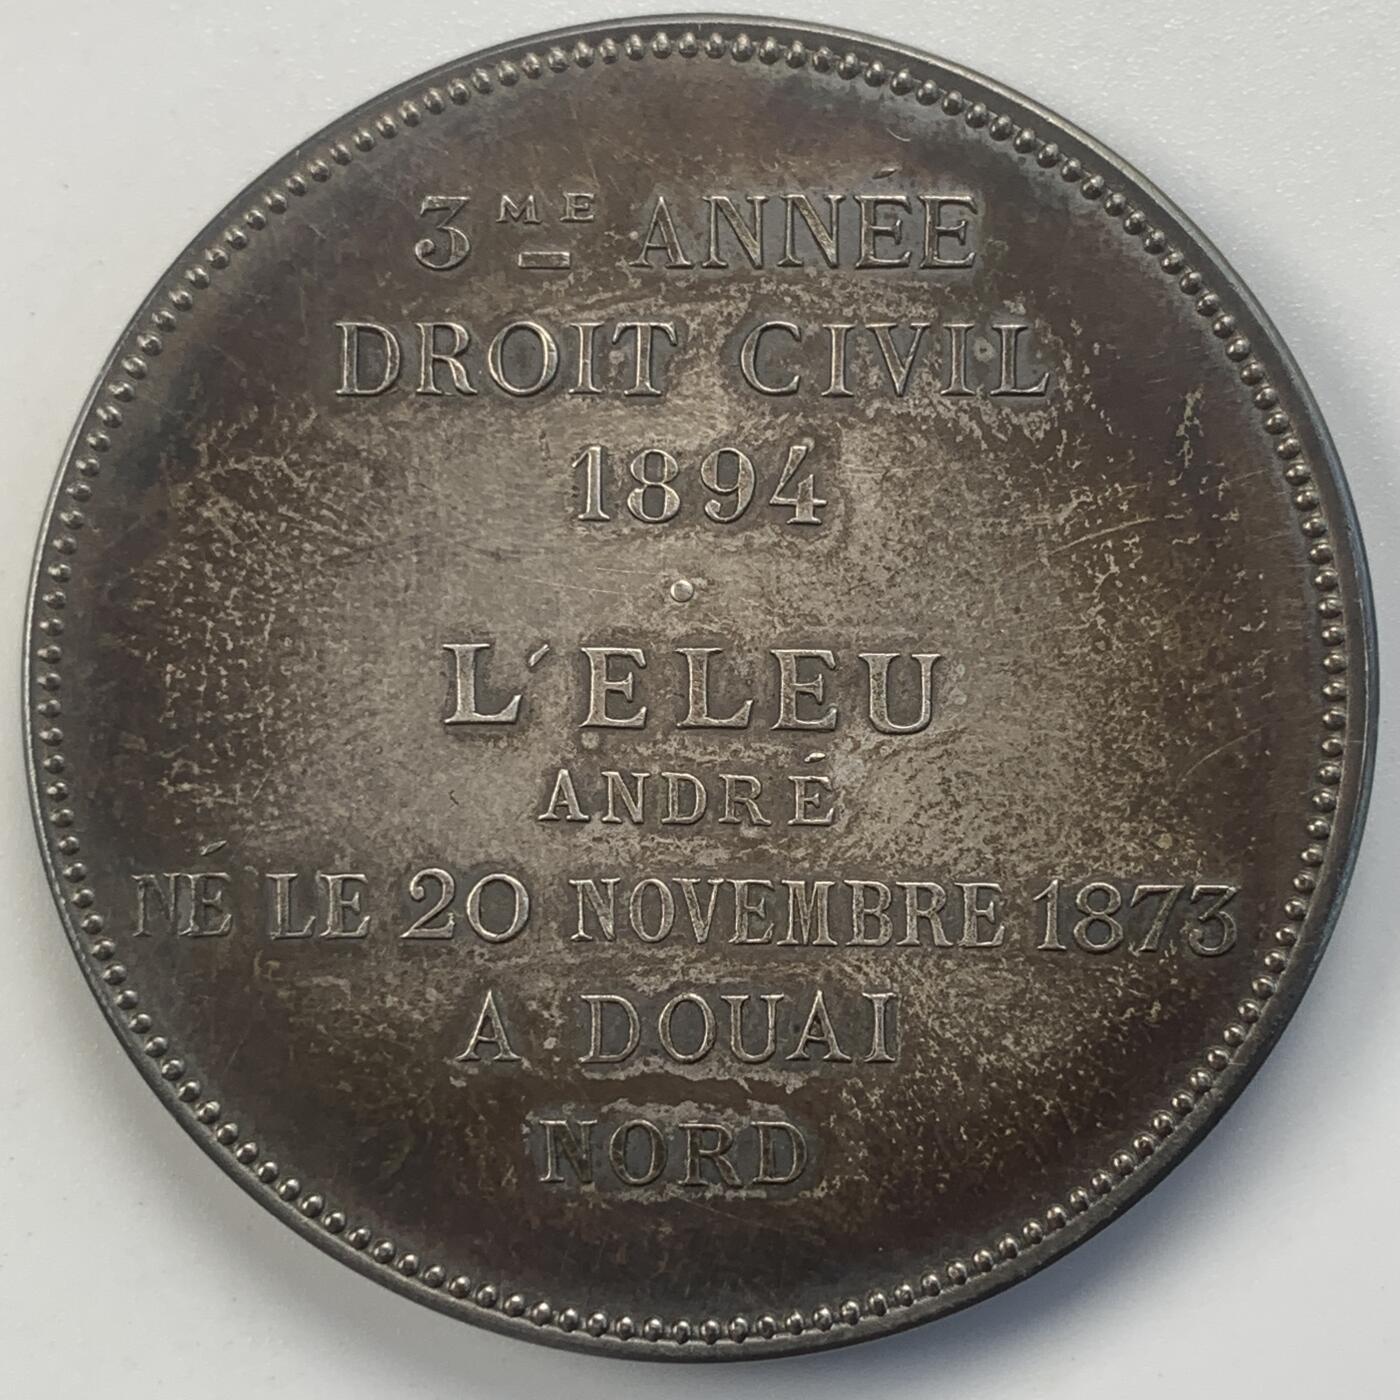 3ME ANNÉE
DROIT CIVIL
1894
L'ELEU
ANDRÉ
NÉ LE 20 NOVEMBRE 1873
A DOUAI
NORD